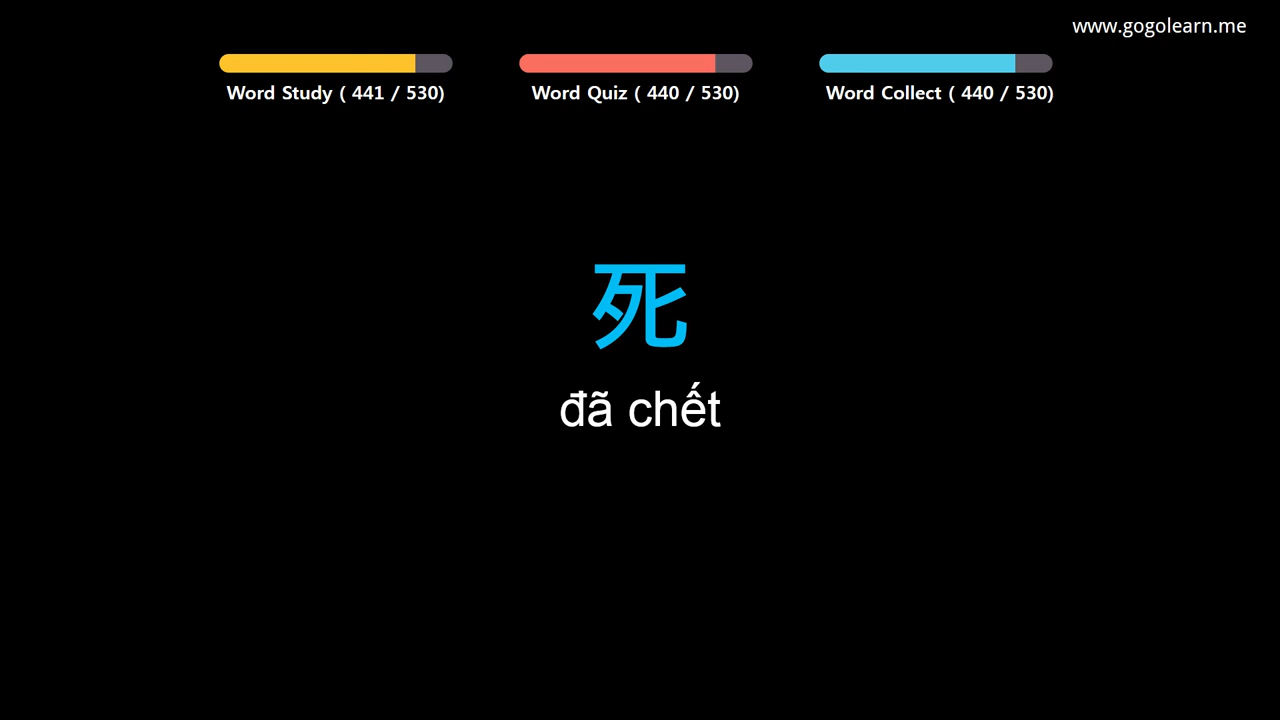 www.gogolearn.me
Word Study ( 441 / 530)
Word Quiz ( 440 / 530)
Word Collect ( 440 / 530)
死
đã chết